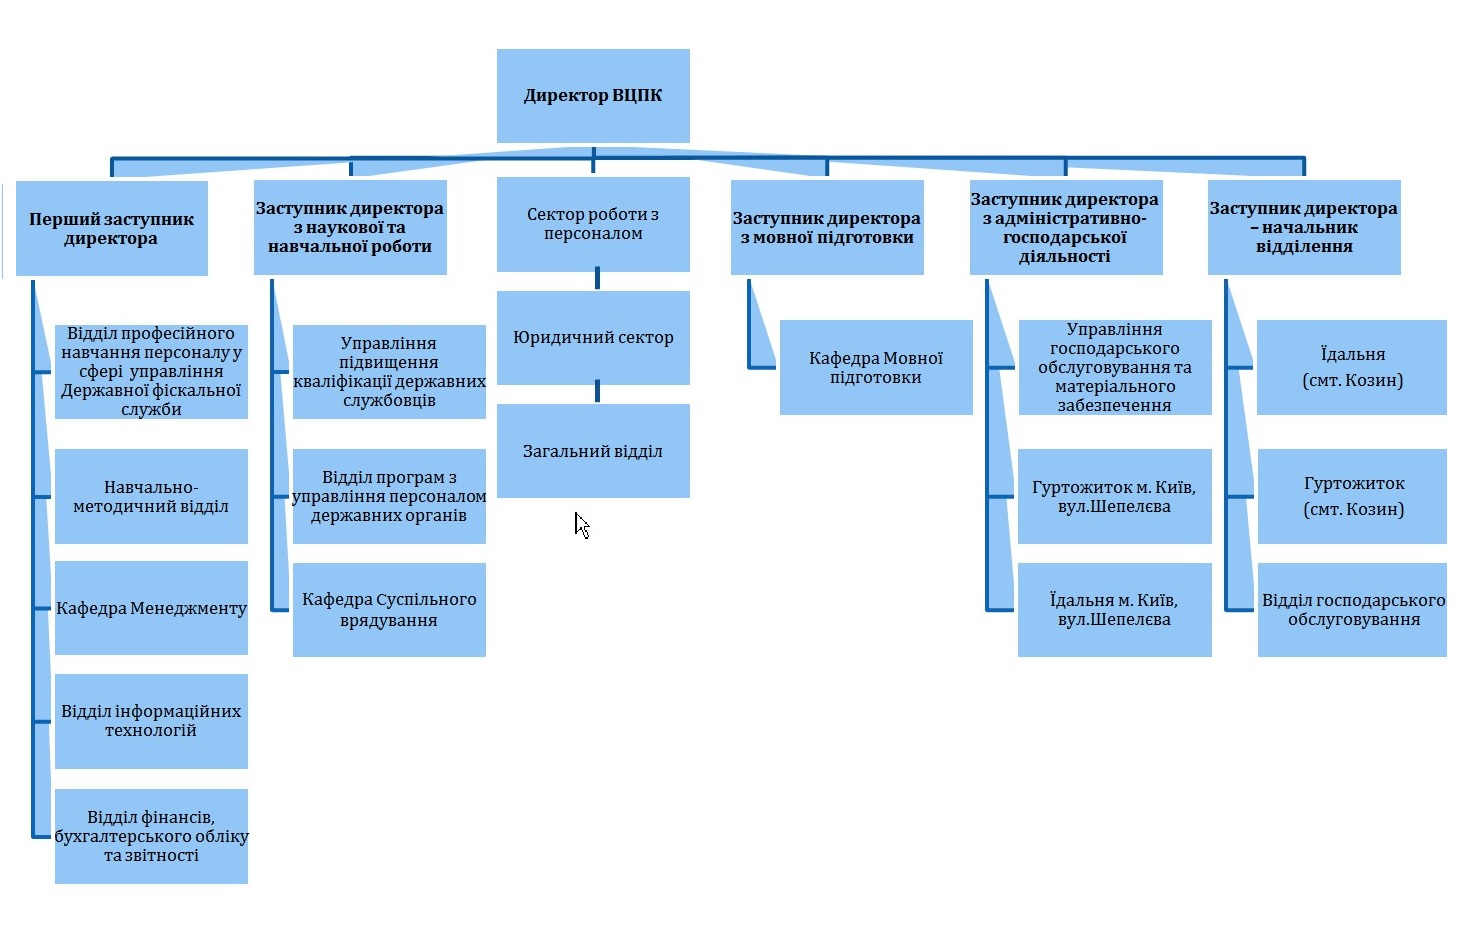 Директор ВЦПК
Перший заступник
директора
Відділ професійного
навчання персоналу у
сфері управління
Державної фіскальної
служби
Навчально-
методичний відділ
Кафедра Менеджменту
Відділ інформаційних
технологій
Відділ фінансів,
бухгалтерського обліку
та звітності
Заступник директора
з наукової та
навчальної роботи
Управління
підвищення
кваліфікації державних
службовців
Відділ програм з
управління персоналом
державних органів
Кафедра Суспільного
врядування
Сектор роботи з
персоналом
Юридичний сектор
Загальний відділ
Заступник директора
з мовної підготовки
Кафедра Мовної
підготовки
Заступник директора
з адміністративно-
господарської
діяльності
Управління
господарського
обслуговування та
матеріального
забезпечення
Гуртожиток м. Київ,
вул.Шепелєва
Їдальня м. Київ,
вул.Шепелєва
Заступник директора
– начальник
відділення
Їдальня
(смт. Козин)
Гуртожиток
(смт. Козин)
Відділ господарського
обслуговування